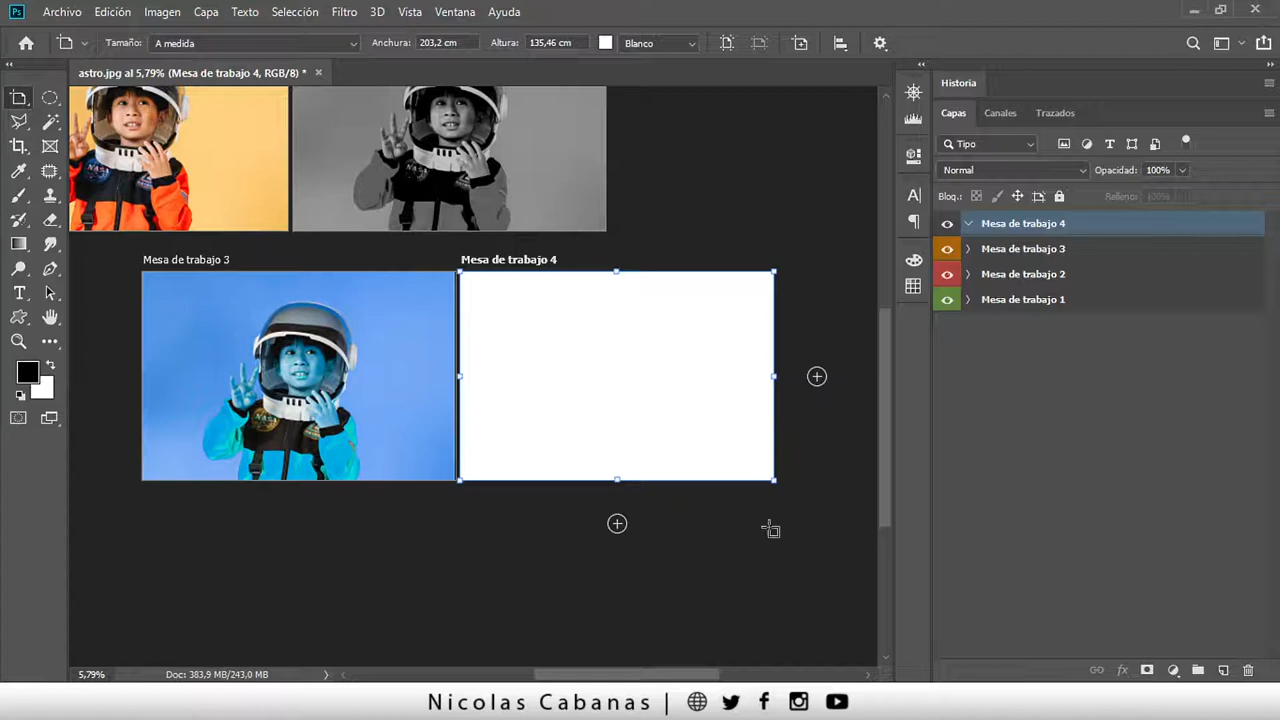 Ps Archivo Edición Imagen Capa Texto Selección Filtro 3D Vista Ventana Ayuda
Tamaño: A medida Anchura: 203,2 cm Altura: 135,46 cm Blanco
astro.jpg al 5,79% (Mesa de trabajo 4, RGB/8) *
Historia
Capas Canales Trazados
Tipo
Normal Opacidad: 100%
Bloq.: Relleno: 100%
Mesa de trabajo 4
Mesa de trabajo 3
Mesa de trabajo 2
Mesa de trabajo 1
NASA
Mesa de trabajo 3 Mesa de trabajo 4
5,79% Doc: 383,9 MB/243,0 MB
Nicolas Cabanas |